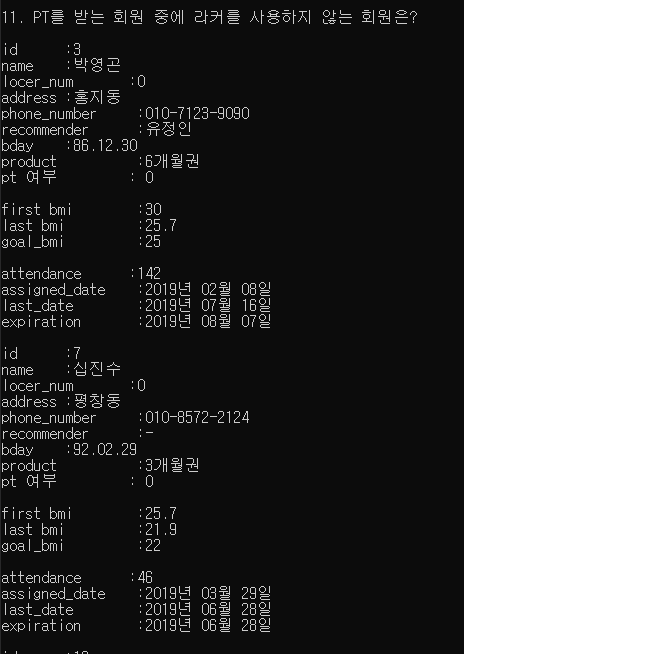 11. PT를 받는 회원 중에 라커를 사용하지 않는 회원은?
id :3
name :박영곤
locer_num :0
address :홍지동
phone_number :010-7123-9090
recommender :유정인
bday :86.12.30
product :6개월권
pt 여부 : O
first bmi :30
last bmi :25.7
goal_bmi :25
attendance :142
assigned_date :2019년 02월 08일
last_date :2019년 07월 16일
expiration :2019년 08월 07일
id :7
name :십진수
locer_num :0
address :평창동
phone_number :010-8572-2124
recommender :-
bday :92.02.29
product :3개월권
pt 여부 : O
first bmi :25.7
last bmi :21.9
goal_bmi :22
attendance :46
assigned_date :2019년 03월 29일
last_date :2019년 06월 28일
expiration :2019년 06월 28일